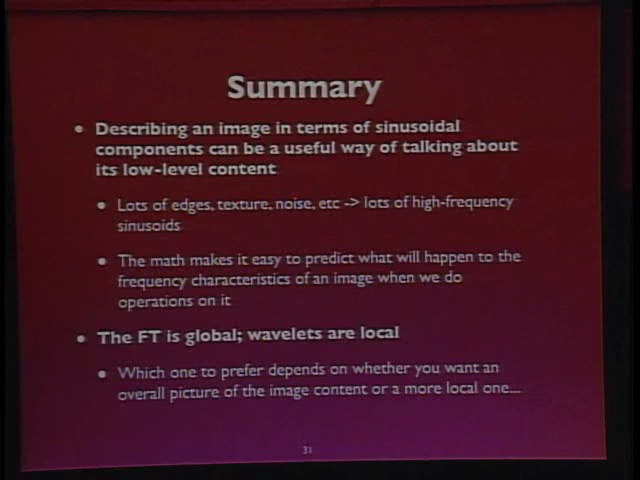 Summary
• Describing an image in terms of sinusoidal
components can be a useful way of talking about
its low-level content
• Lots of edges, texture, noise, etc -> lots of high-frequency
sinusoids
• The math makes it easy to predict what will happen to the
frequency characteristics of an image when we do
operations on it
• The FT is global; wavelets are local
• Which one to prefer depends on whether you want an
overall picture of the image content or a more local one...
31